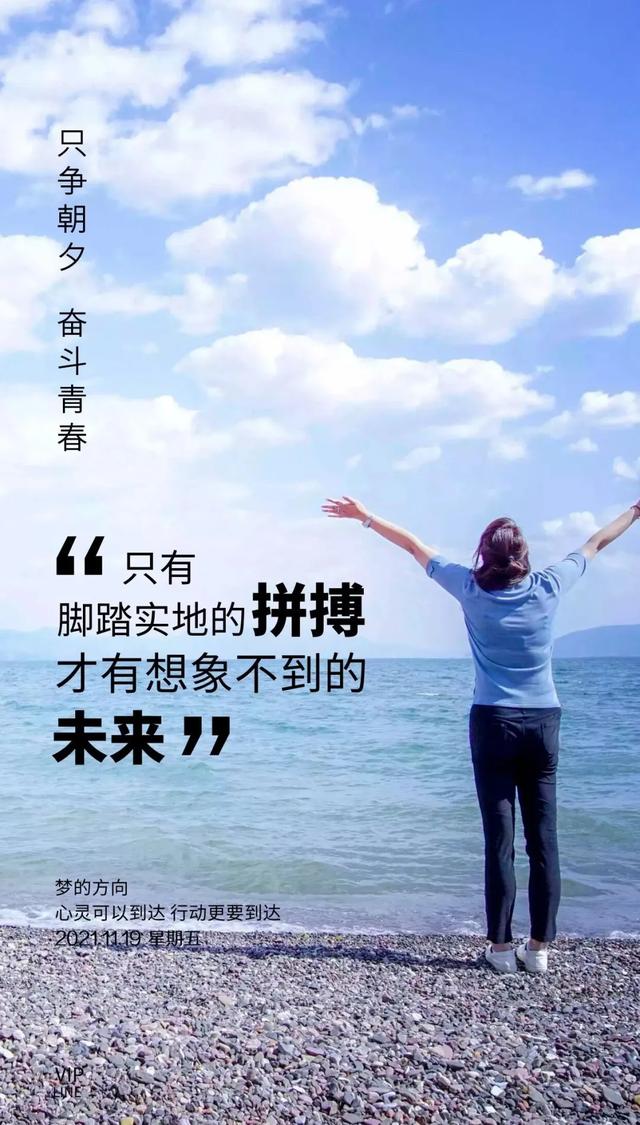 只争朝夕 奋斗青春
“只有
脚踏实地的拼搏
才有想象不到的
未来”
梦的方向
心灵可以到达 行动更要到达
2021.11.19 星期五
VIP
LINE